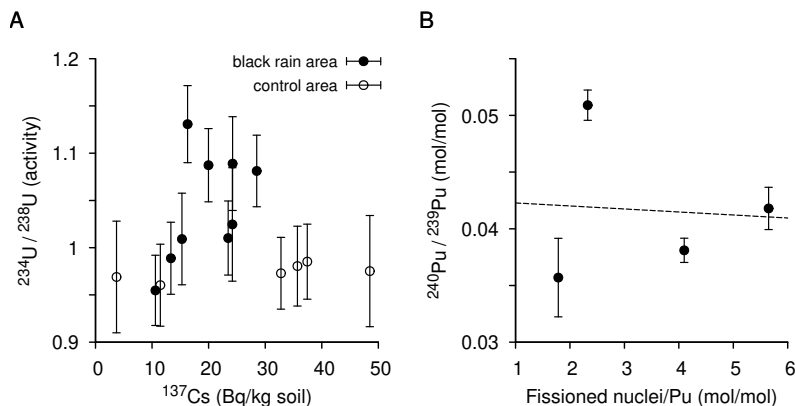 A
1.2
1.1
1
0.9
²³⁴U / ²³⁸U (activity)
black rain area
control area
0 10 20 30 40 50
¹³⁷Cs (Bq/kg soil)
B
0.05
0.04
0.03
²⁴⁰Pu / ²³⁹Pu (mol/mol)
1 2 3 4 5 6
Fissioned nuclei/Pu (mol/mol)